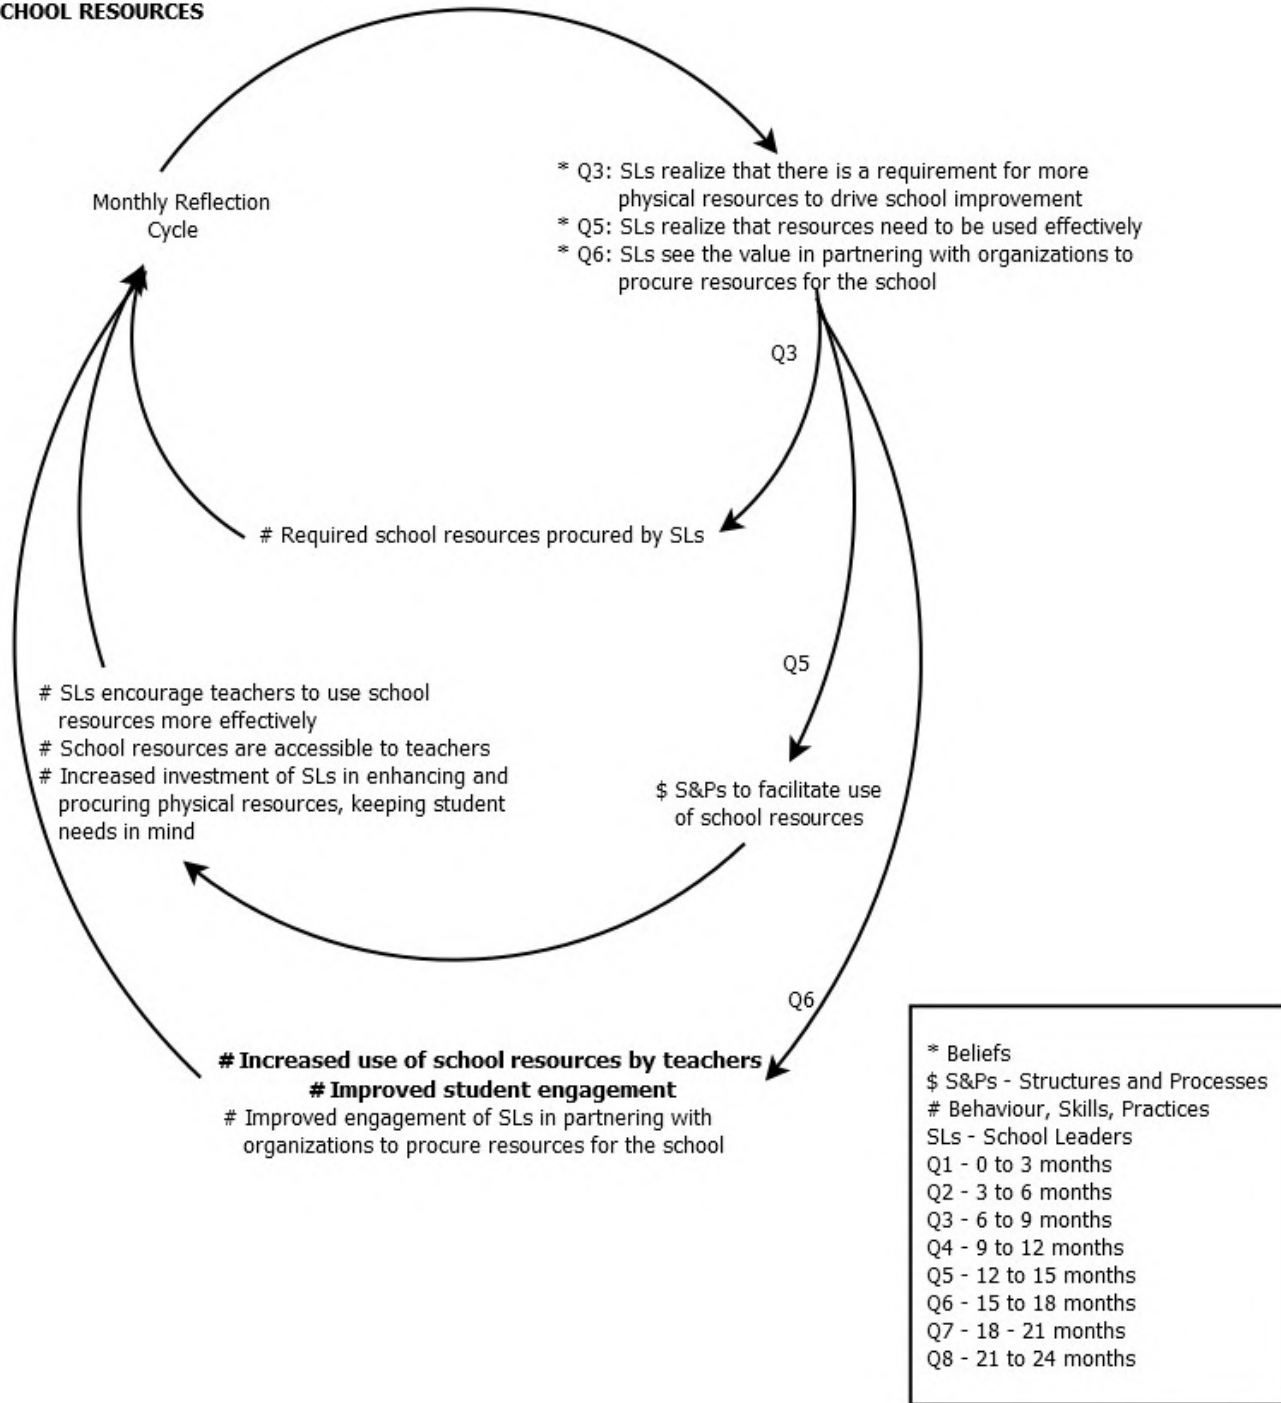 CHOOL RESOURCES
Monthly Reflection
Cycle
* Q3: SLs realize that there is a requirement for more
physical resources to drive school improvement
* Q5: SLs realize that resources need to be used effectively
* Q6: SLs see the value in partnering with organizations to
procure resources for the school
Q3
# Required school resources procured by SLs
Q5
# SLs encourage teachers to use school
resources more effectively
# School resources are accessible to teachers
# Increased investment of SLs in enhancing and
procuring physical resources, keeping student
needs in mind
$ S&Ps to facilitate use
of school resources
Q6
# Increased use of school resources by teachers
# Improved student engagement
# Improved engagement of SLs in partnering with
organizations to procure resources for the school
* Beliefs
$ S&Ps - Structures and Processes
# Behaviour, Skills, Practices
SLs - School Leaders
Q1 - 0 to 3 months
Q2 - 3 to 6 months
Q3 - 6 to 9 months
Q4 - 9 to 12 months
Q5 - 12 to 15 months
Q6 - 15 to 18 months
Q7 - 18 - 21 months
Q8 - 21 to 24 months